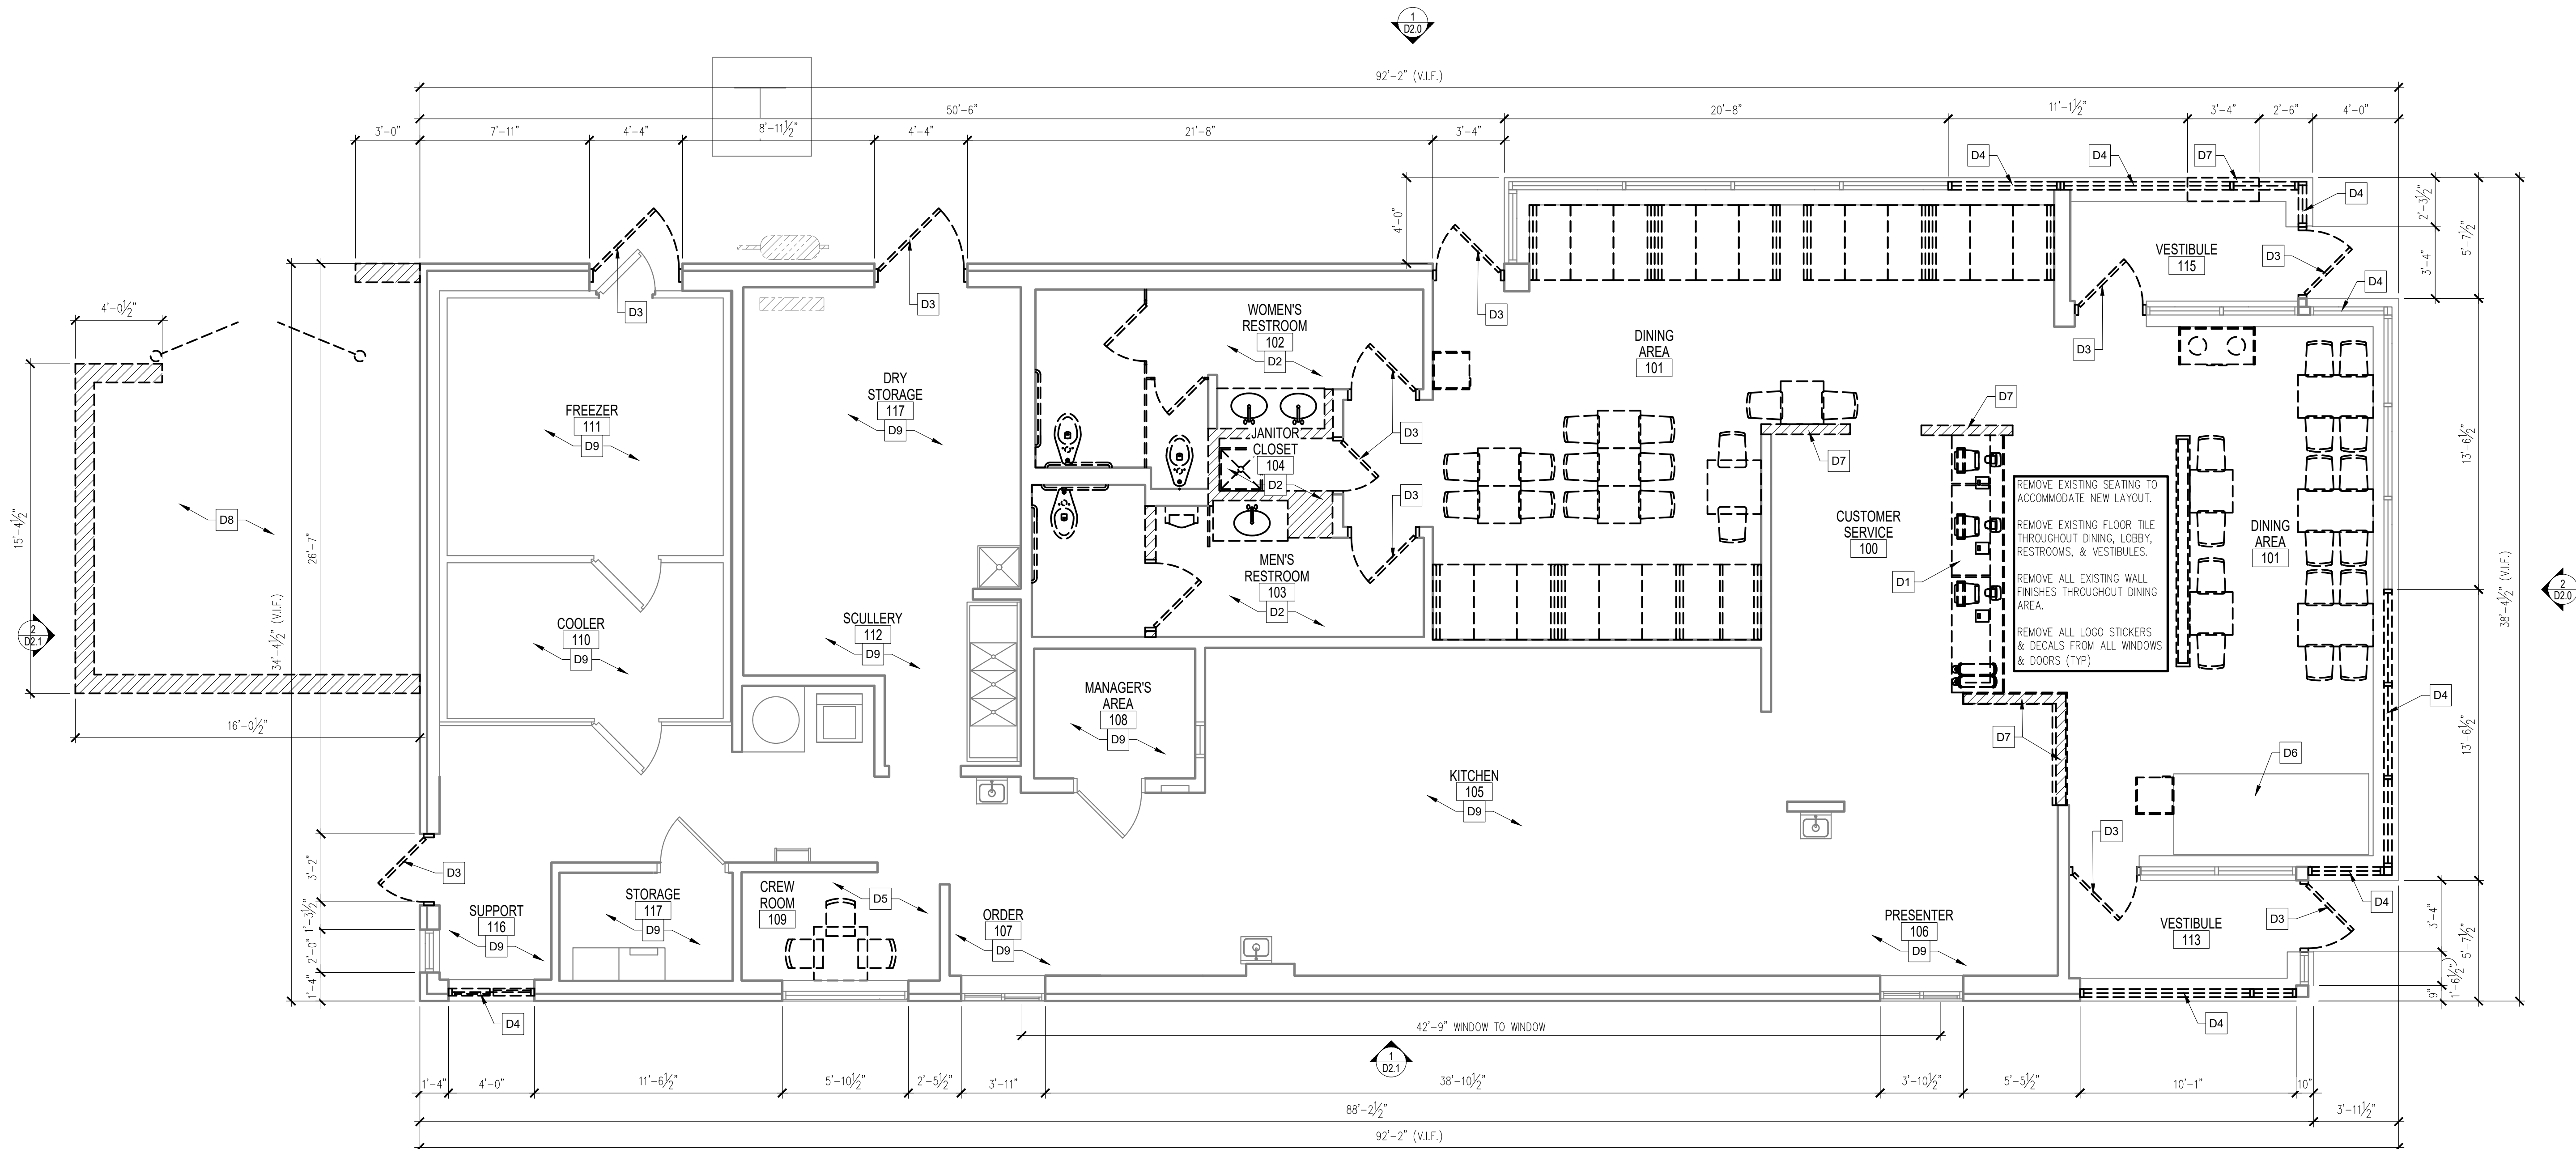 1
D2.0
92'-2" (V.I.F.)
50'-6"
20'-8"
11'-1½"
3'-4"
2'-6"
4'-0"
3'-0"
7'-11"
4'-4"
8'-11½"
4'-4"
21'-8"
3'-4"
D4
D4
D7
D4
4'-0"
2'-3½"
3'-4"
5'-7½"
VESTIBULE
115
D3
D3
D4
D3
D3
D3
D3
4'-0½"
WOMEN'S
RESTROOM
102
D2
DINING
AREA
101
DRY
STORAGE
117
D9
FREEZER
111
D9
JANITOR
CLOSET
104
D2
D3
D3
D7
D7
13'-6½"
15'-4½"
D8
26'-7"
34'-4½" (V.I.F.)
CUSTOMER
SERVICE
100
D1
REMOVE EXISTING SEATING TO
ACCOMMODATE NEW LAYOUT.
REMOVE EXISTING FLOOR TILE
THROUGHOUT DINING, LOBBY,
RESTROOMS, & VESTIBULES.
REMOVE ALL EXISTING WALL
FINISHES THROUGHOUT DINING
AREA.
REMOVE ALL LOGO STICKERS
& DECALS FROM ALL WINDOWS
& DOORS (TYP)
DINING
AREA
101
38'-4½" (V.I.F.)
2
D2.0
MEN'S
RESTROOM
103
D2
2
D2.1
COOLER
110
D9
SCULLERY
112
D9
16'-0½"
MANAGER'S
AREA
108
D9
D7
D4
D6
13'-6½"
KITCHEN
105
D9
D3
D3
3'-2"
1'-3½"
2'-0"
1'-4"
SUPPORT
116
D9
STORAGE
117
D9
CREW
ROOM
109
D5
ORDER
107
D9
PRESENTER
106
D9
VESTIBULE
113
D3
D4
3'-4"
1'-6½"
9"
5'-7½"
D4
D4
42'-9" WINDOW TO WINDOW
1
D2.1
1'-4"
4'-0"
11'-6½"
5'-10½"
2'-5½"
3'-11"
38'-10½"
3'-10½"
5'-5½"
10'-1"
10"
88'-2½"
3'-11½"
92'-2" (V.I.F.)